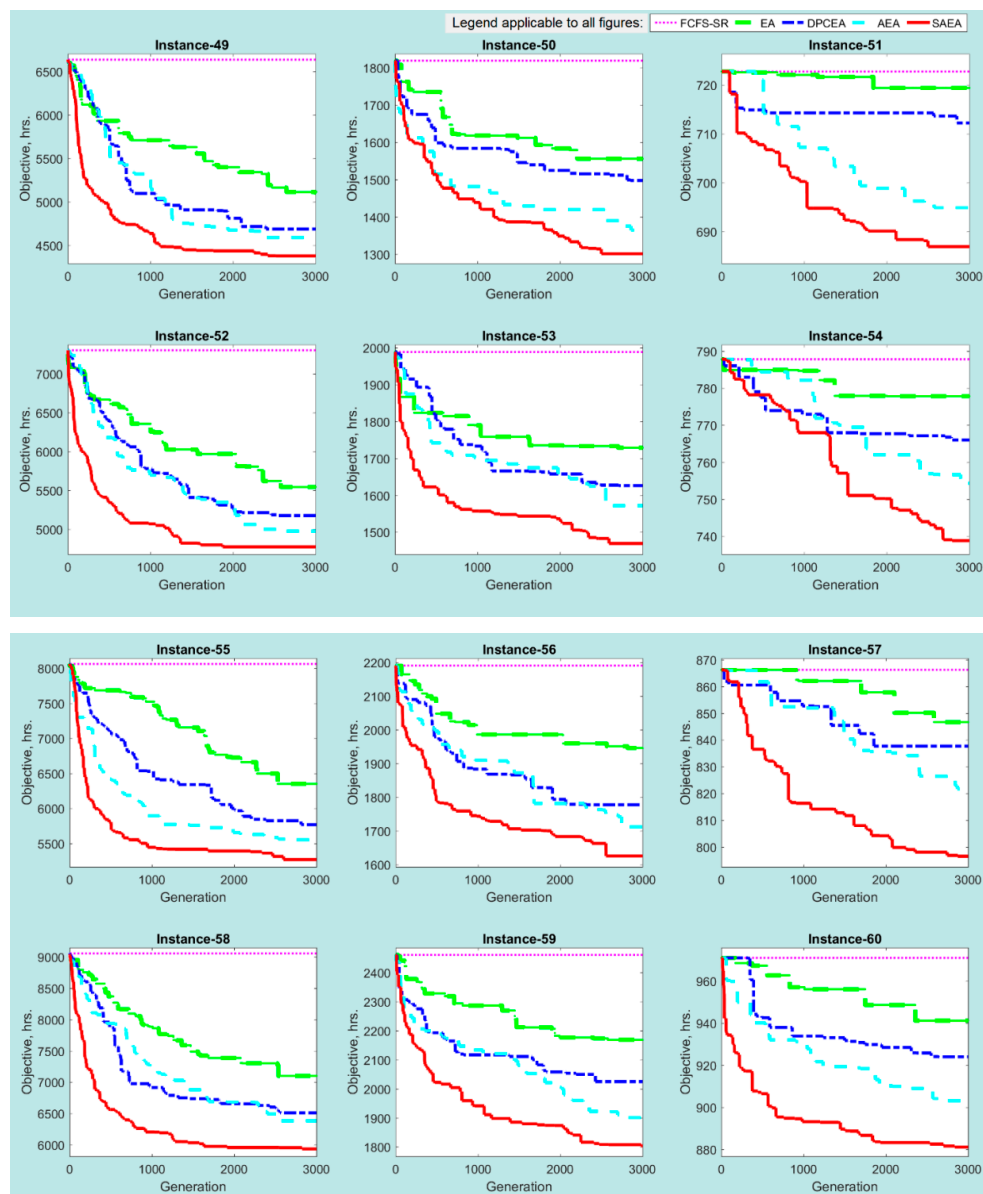 Legend applicable to all figures: FCFS-SR EA DPCEA AEA SAEA
Instance-49 Instance-50 Instance-51
Objective, hrs.
6500
6000
5500
5000
4500
0 1000 2000 3000
Generation
Objective, hrs.
1800
1700
1600
1500
1400
1300
0 1000 2000 3000
Generation
Objective, hrs.
720
710
700
690
0 1000 2000 3000
Generation
Instance-52 Instance-53 Instance-54
Objective, hrs.
7000
6500
6000
5500
5000
0 1000 2000 3000
Generation
Objective, hrs.
2000
1900
1800
1700
1600
1500
0 1000 2000 3000
Generation
Objective, hrs.
790
780
770
760
750
740
0 1000 2000 3000
Generation
Instance-55 Instance-56 Instance-57
Objective, hrs.
8000
7500
7000
6500
6000
5500
0 1000 2000 3000
Generation
Objective, hrs.
2200
2100
2000
1900
1800
1700
1600
0 1000 2000 3000
Generation
Objective, hrs.
870
860
850
840
830
820
810
800
0 1000 2000 3000
Generation
Instance-58 Instance-59 Instance-60
Objective, hrs.
9000
8500
8000
7500
7000
6500
6000
0 1000 2000 3000
Generation
Objective, hrs.
2400
2300
2200
2100
2000
1900
1800
0 1000 2000 3000
Generation
Objective, hrs.
960
940
920
900
880
0 1000 2000 3000
Generation